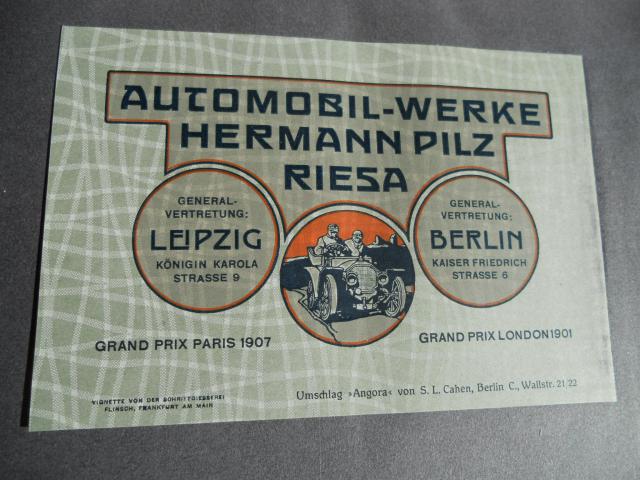 AUTOMOBIL-WERKE
HERMANN PILZ
RIESA
GENERAL-
VERTRETUNG:
LEIPZIG
KÖNIGIN KAROLA
STRASSE 9
GENERAL-
VERTRETUNG:
BERLIN
KAISER FRIEDRICH
STRASSE 6
GRAND PRIX PARIS 1907
GRAND PRIX LONDON 1901
VIGNETTE VON DER SCHRIFTGIESSEREI
FLINSCH, FRANKFURT AM MAIN
Umschlag »Angora« von S. L. Cahen, Berlin C., Wallstr. 21/22